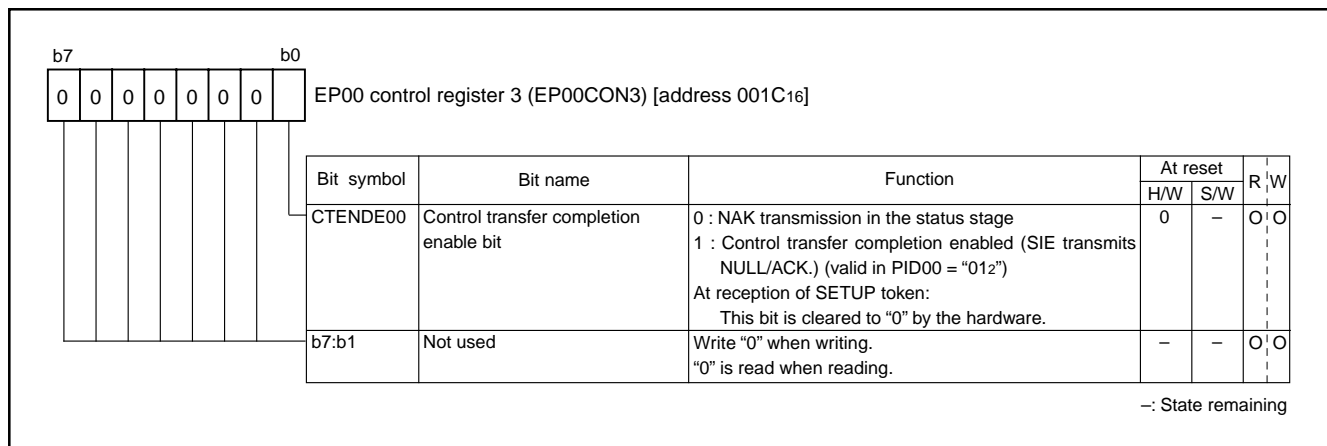 b7 b0
0 0 0 0 0 0 0
EP00 control register 3 (EP00CON3) [address 001C16]
Bit symbol Bit name Function At reset R W
H/W S/W
CTENDE00 Control transfer completion 0 : NAK transmission in the status stage 0 – O O
enable bit 1 : Control transfer completion enabled (SIE transmits
NULL/ACK.) (valid in PID00 = “012”)
At reception of SETUP token:
This bit is cleared to “0” by the hardware.
b7:b1 Not used Write “0” when writing. – – O O
“0” is read when reading.
–: State remaining